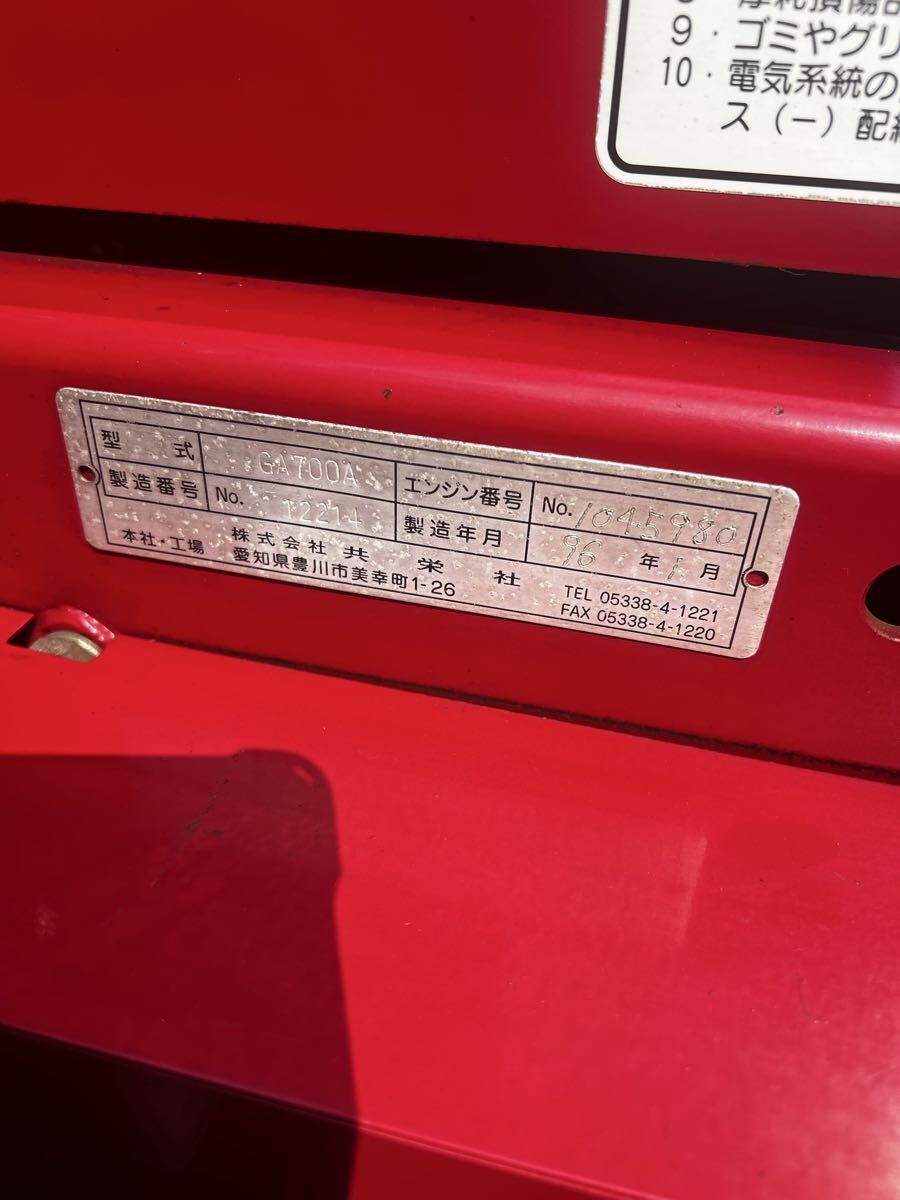 9・ゴミやグリ
10・電気系統の
ス（－）配
型式 GA700A エンジン番号 No. 1045980
製造番号 No. 12214 製造年月 96年1月
本社・工場 株式会社 共栄社
愛知県豊川市美幸町1-26
TEL 05338-4-1221
FAX 05338-4-1220